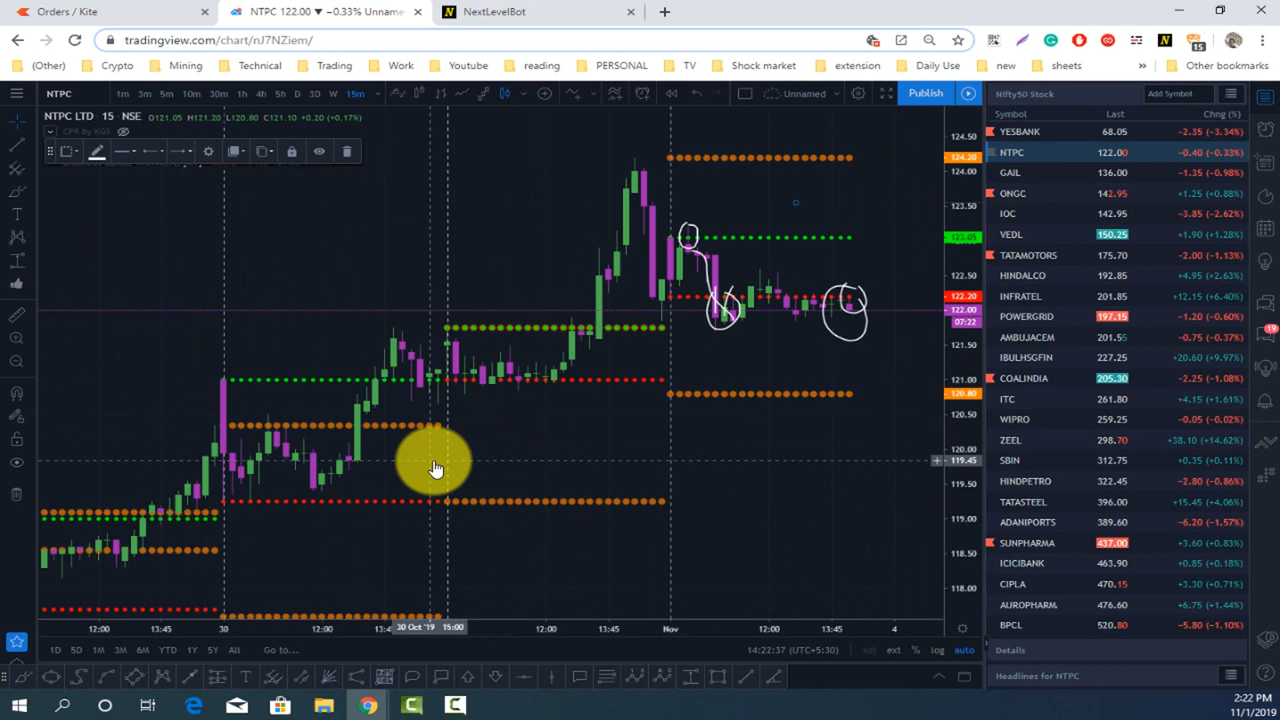 Orders / Kite
NTPC 122.00 ▼ −0.33% Unname
NextLevelBot
https://www.tradingview.com/chart/nJ7NZiem/
15
(Other) Crypto Mining Technical Trading Work Youtube reading PERSONAL TV Shock market extension Daily Use new sheets » Other bookmarks
NTPC 1m 3m 5m 10m 30m 1h 4h 5h D 3D W 15m Unnamed Publish
Nifty50 Stock Add Symbol
NTPC LTD 15 NSE O121.05 H121.20 L120.80 C121.10 +0.20 (+0.17%)
CPR by KGS
Symbol Last Chng (%)
YESBANK 68.05 −2.35 (−3.34%)
NTPC 122.00 −0.40 (−0.33%)
GAIL 136.00 −1.35 (−0.98%)
ONGC 142.95 +1.25 (+0.88%)
IOC 142.95 −3.85 (−2.62%)
VEDL 150.25 +1.90 (+1.28%)
TATAMOTORS 175.70 −2.00 (−1.13%)
HINDALCO 192.85 +4.95 (+2.63%)
INFRATEL 201.85 +12.15 (+6.40%)
POWERGRID 197.15 −1.20 (−0.60%)
AMBUJACEM 201.55 −0.75 (−0.37%)
IBULHSGFIN 227.25 +20.60 (+9.97%)
COALINDIA 205.30 −2.25 (−1.08%)
ITC 261.80 +4.15 (+1.61%)
WIPRO 259.25 −0.05 (−0.02%)
ZEEL 298.70 +38.10 (+14.62%)
SBIN 312.75 +0.35 (+0.11%)
HINDPETRO 322.45 −2.80 (−0.86%)
TATASTEEL 396.00 +15.45 (+4.06%)
ADANIPORTS 389.60 −6.20 (−1.57%)
SUNPHARMA 437.00 +3.60 (+0.83%)
ICICIBANK 463.90 +0.85 (+0.18%)
CIPLA 470.15 +3.30 (+0.71%)
AUROPHARMA 476.60 +6.75 (+1.44%)
BPCL 520.80 −5.80 (−1.10%)
19
124.50
124.20
124.00
123.50
123.05
122.50
122.20
122.00
07:22
121.50
121.00
120.80
120.50
120.00
119.45
119.50
119.00
118.50
118.00
12:00 13:45 30 12:00 13:4 30 Oct '19 15:00 12:00 13:45 Nov 12:00 13:45 4
1D 5D 1M 3M 6M YTD 1Y 5Y All Go to... 14:22:37 (UTC+5:30) adj ext % log auto
Details
Headlines for NTPC
2:22 PM
11/1/2019